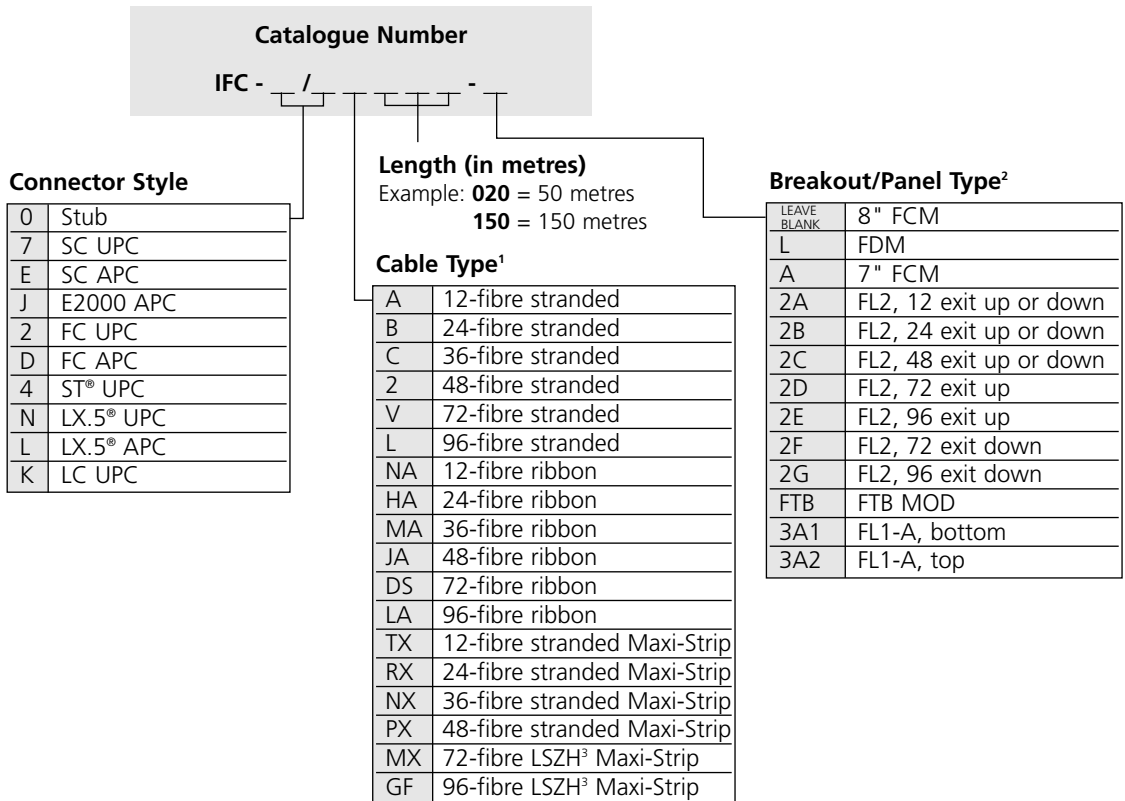 Catalogue Number
IFC - __ /__ __ __ __ __ - __
Connector Style
0 Stub
7 SC UPC
E SC APC
J E2000 APC
2 FC UPC
D FC APC
4 ST® UPC
N LX.5® UPC
L LX.5® APC
K LC UPC
Length (in metres)
Example: 020 = 50 metres
150 = 150 metres
Cable Type¹
A 12-fibre stranded
B 24-fibre stranded
C 36-fibre stranded
2 48-fibre stranded
V 72-fibre stranded
L 96-fibre stranded
NA 12-fibre ribbon
HA 24-fibre ribbon
MA 36-fibre ribbon
JA 48-fibre ribbon
DS 72-fibre ribbon
LA 96-fibre ribbon
TX 12-fibre stranded Maxi-Strip
RX 24-fibre stranded Maxi-Strip
NX 36-fibre stranded Maxi-Strip
PX 48-fibre stranded Maxi-Strip
MX 72-fibre LSZH³ Maxi-Strip
GF 96-fibre LSZH³ Maxi-Strip
Breakout/Panel Type²
LEAVE BLANK 8" FCM
L FDM
A 7" FCM
2A FL2, 12 exit up or down
2B FL2, 24 exit up or down
2C FL2, 48 exit up or down
2D FL2, 72 exit up
2E FL2, 96 exit up
2F FL2, 72 exit down
2G FL2, 96 exit down
FTB FTB MOD
3A1 FL1-A, bottom
3A2 FL1-A, top